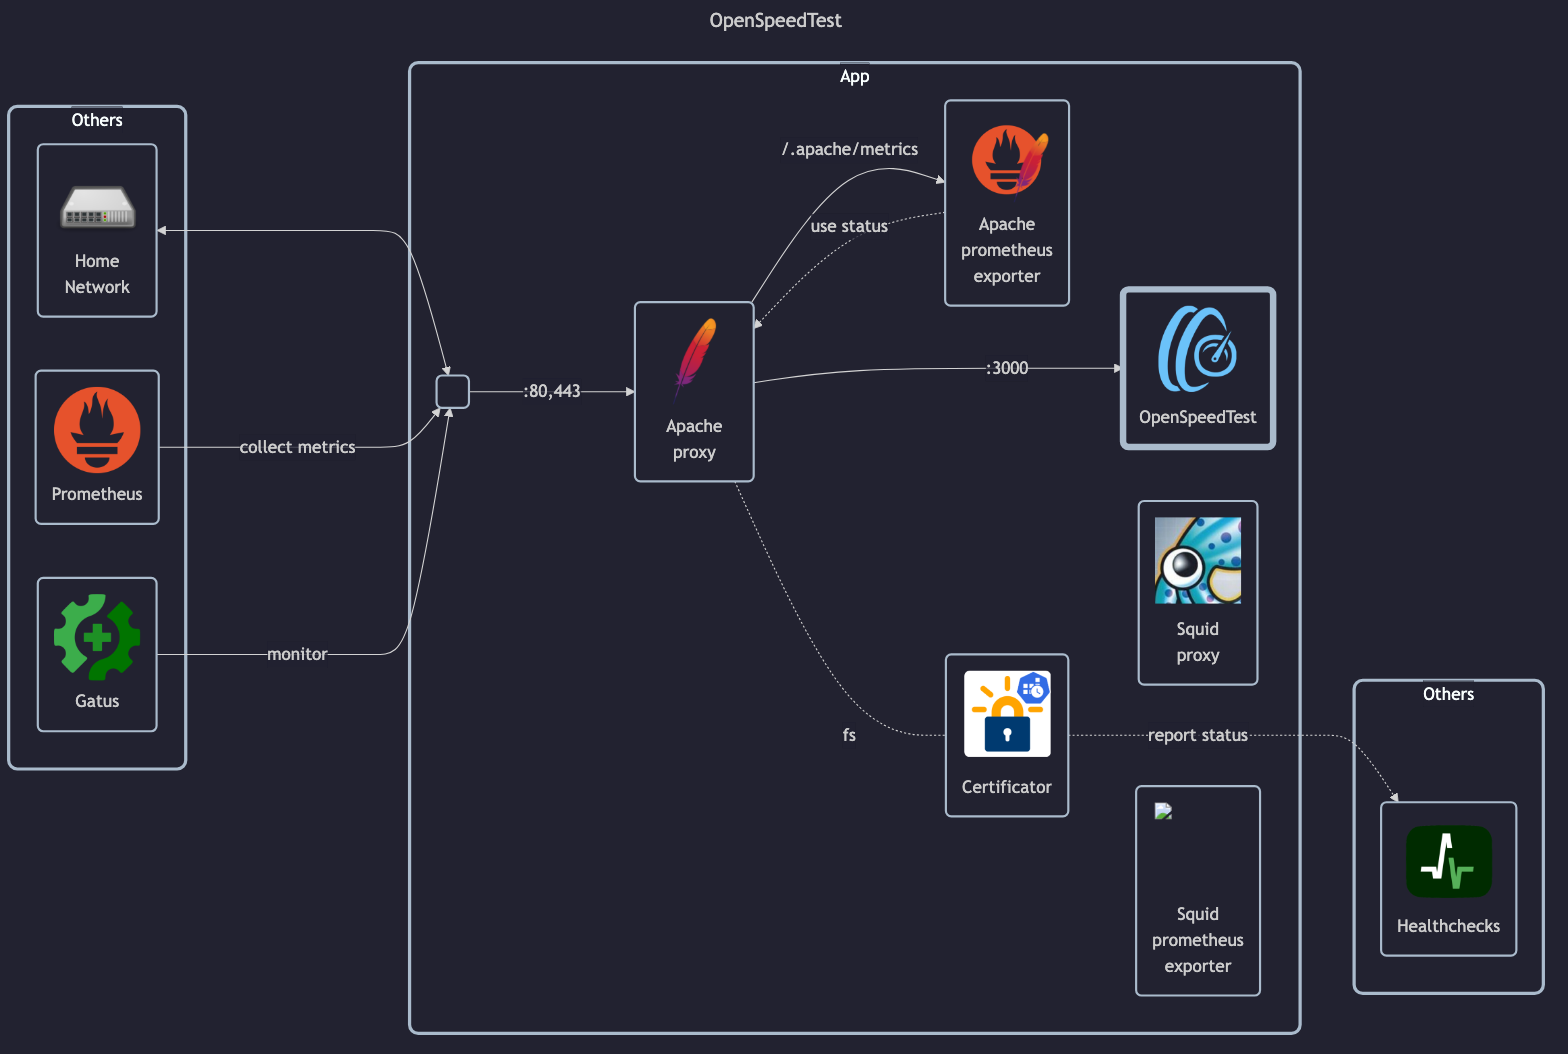 OpenSpeedTest
App
Others
Home
Network
Prometheus
Gatus
collect metrics
monitor
:80,443
Apache
proxy
/.apache/metrics
use status
Apache
prometheus
exporter
:3000
OpenSpeedTest
Squid
proxy
fs
Certificator
report status
Squid
prometheus
exporter
Others
Healthchecks